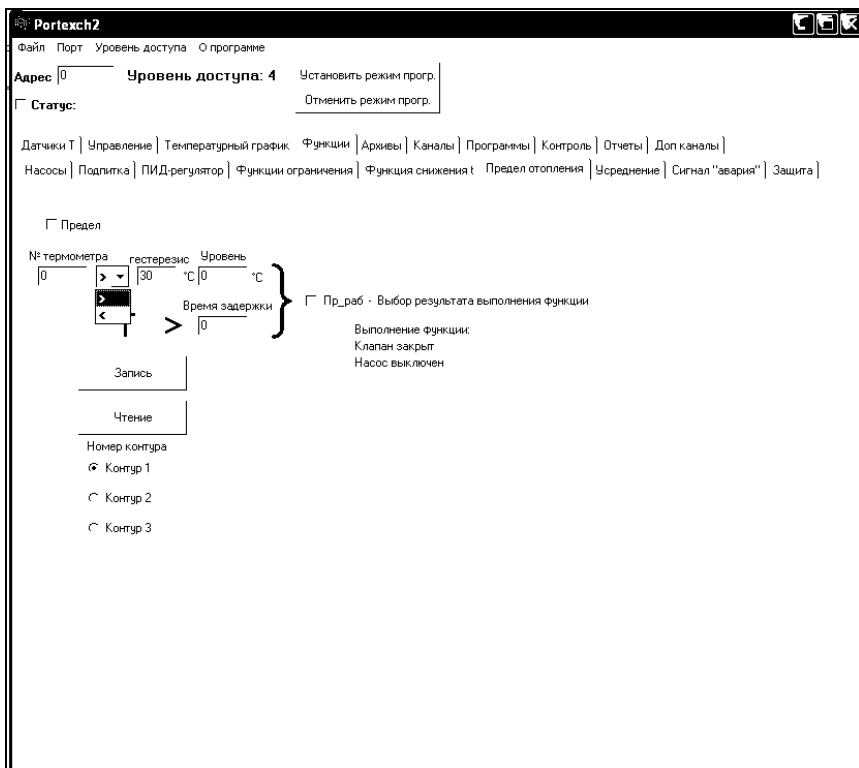 Portexch2
Файл Порт Уровень доступа О программе
Адрес 0 Уровень доступа: 4 Установить режим прогр.
Статус: Отменить режим прогр.
Датчики Т Управление Температурный график Функции Архивы Каналы Программы Контроль Отчеты Доп каналы
Насосы Подпитка ПИД-регулятор Функции ограничения Функция снижения t Предел отопления Усреднение Сигнал "авария" Защита
Предел
№ термометра гестерезис Уровень
0 > 30 °C 0 °C
>
<
Время задержки
> 0
Пр_раб - Выбор результата выполнения функции
Выполнение функции:
Клапан закрыт
Насос выключен
Запись
Чтение
Номер контура
Контур 1
Контур 2
Контур 3